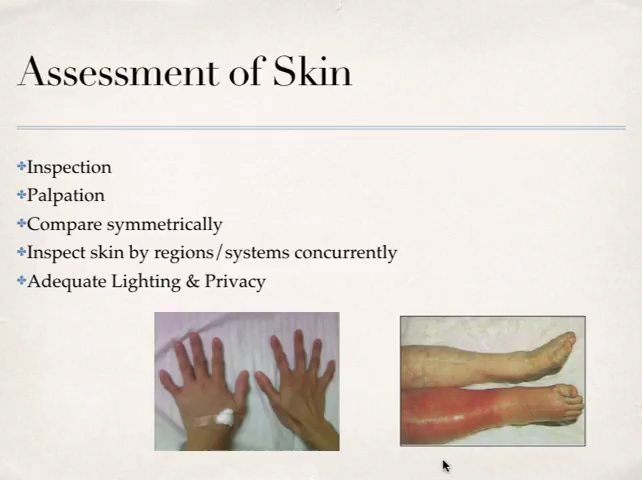 Assessment of Skin
Inspection
Palpation
Compare symmetrically
Inspect skin by regions/systems concurrently
Adequate Lighting & Privacy